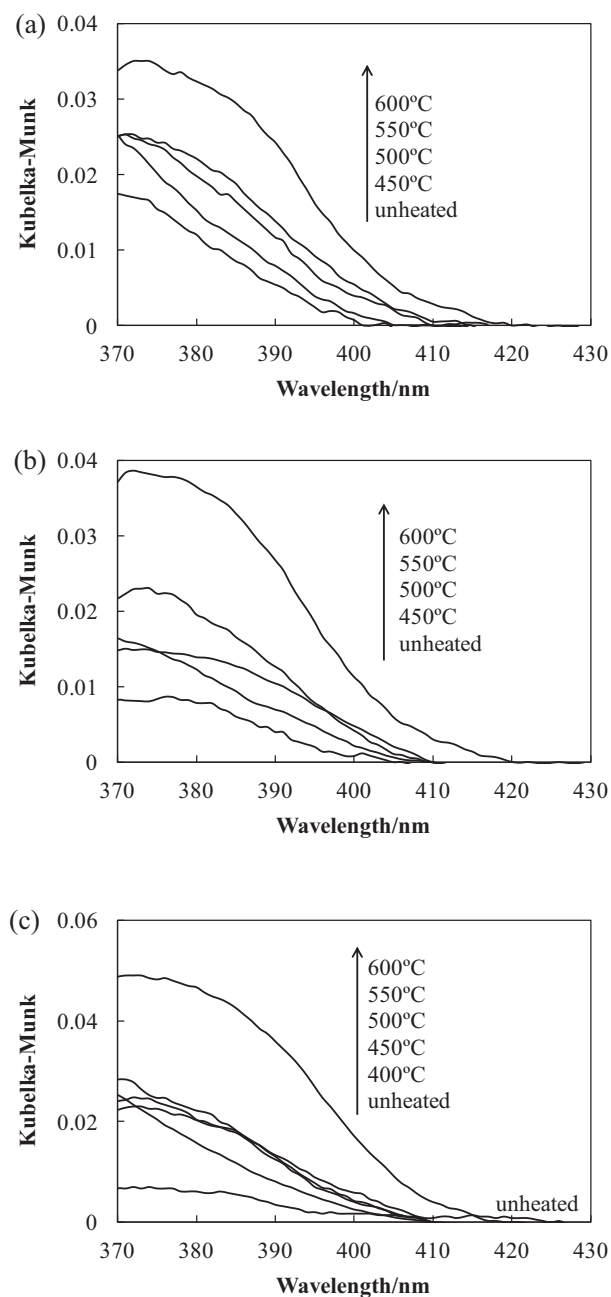 (a)
0.04
0.03
0.02
0.01
0
Kubelka-Munk
600ºC
550ºC
500ºC
450ºC
unheated
370 380 390 400 410 420 430
Wavelength/nm
(b)
0.04
0.03
0.02
0.01
0
Kubelka-Munk
600ºC
550ºC
500ºC
450ºC
unheated
370 380 390 400 410 420 430
Wavelength/nm
(c)
0.06
0.04
0.02
0
Kubelka-Munk
600ºC
550ºC
500ºC
450ºC
400ºC
unheated
unheated
370 380 390 400 410 420 430
Wavelength/nm